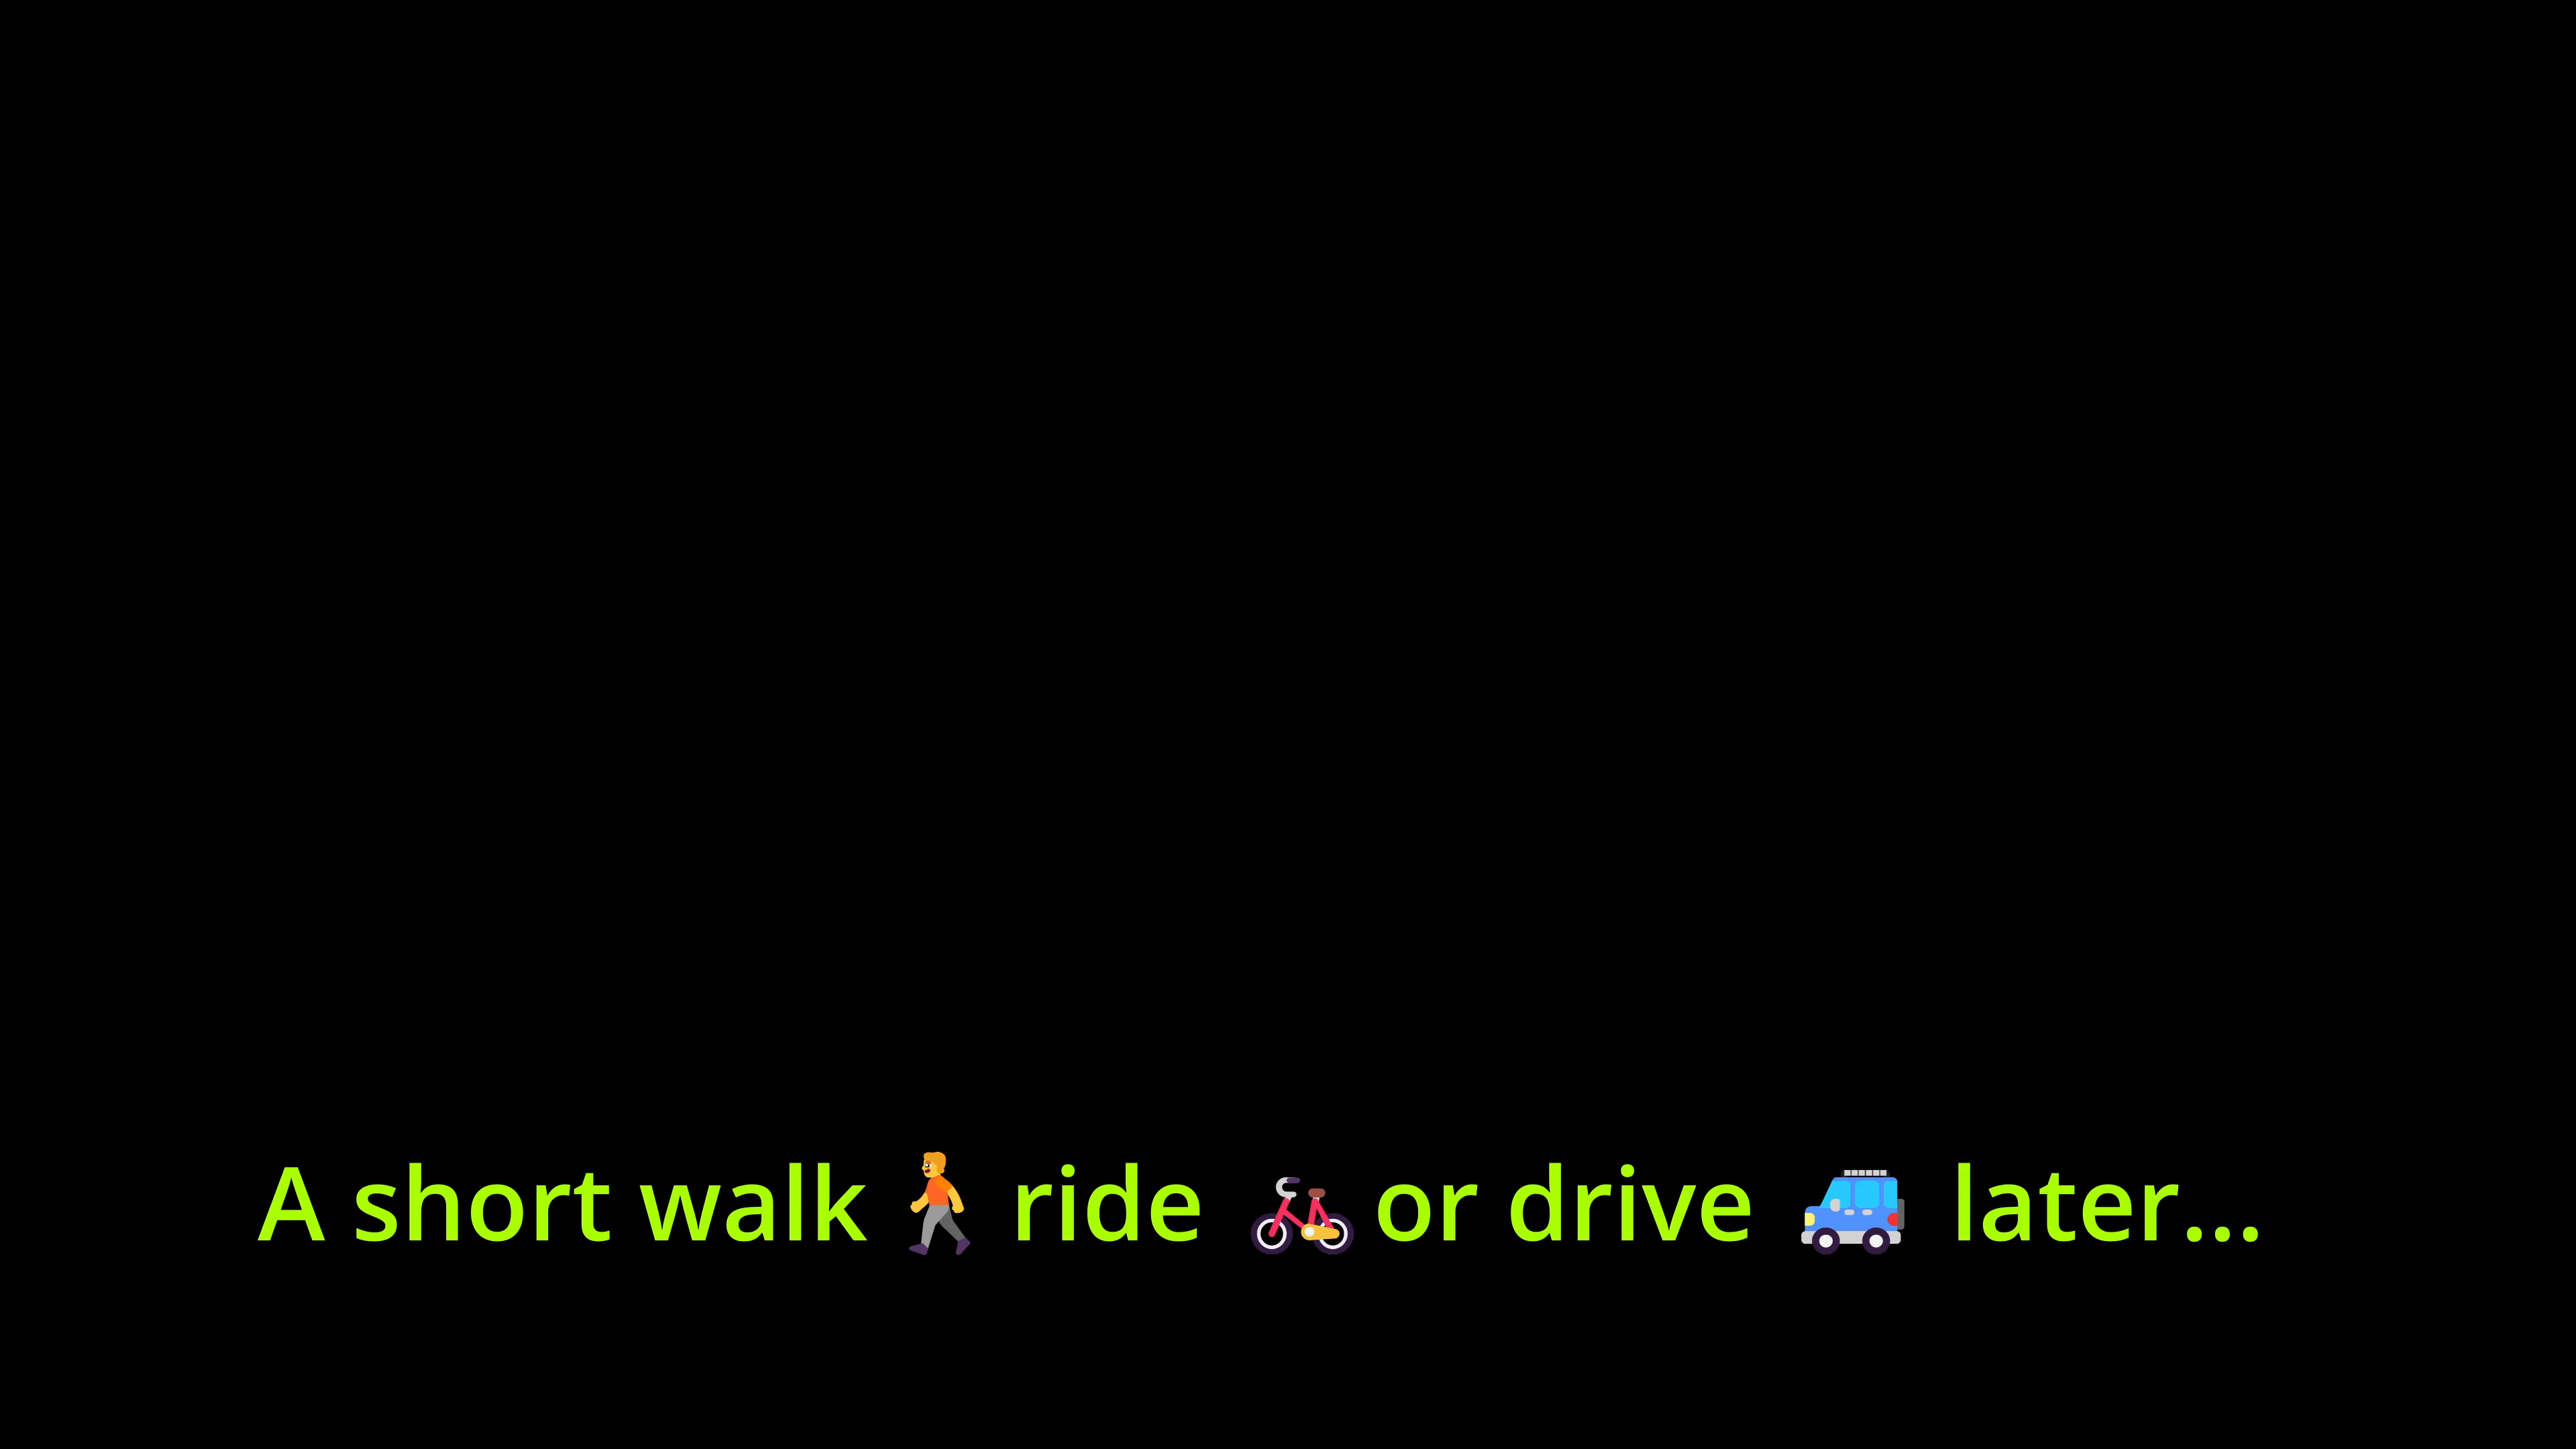 A short walk 🚶 ride 🚲 or drive 🚙 later...